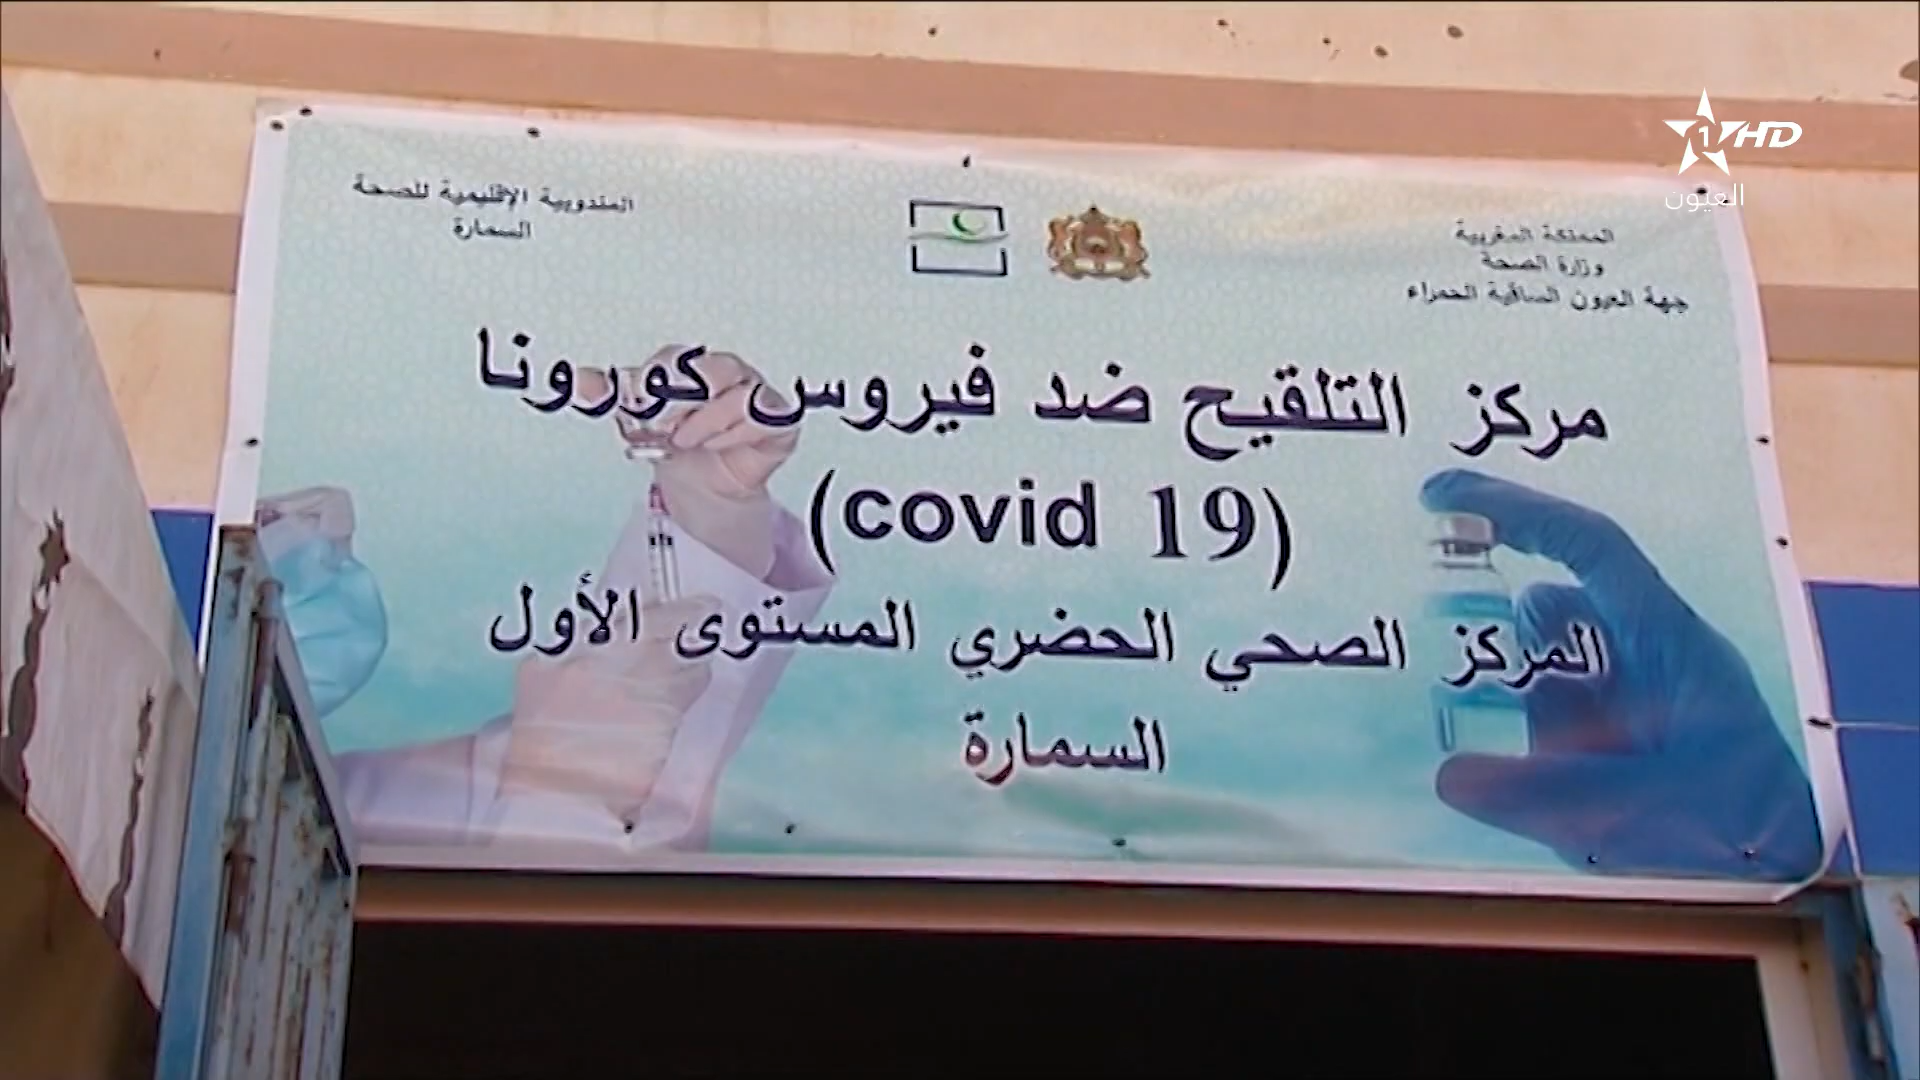 المملكة المغربية
وزارة الصحة
جهة العيون الساقية الحمراء
المندوبية الإقليمية للصحة
السمارة
مركز التلقيح ضد فيروس كورونا
(covid 19)
المركز الصحي الحضري المستوى الأول
السمارة
1HD
العيون